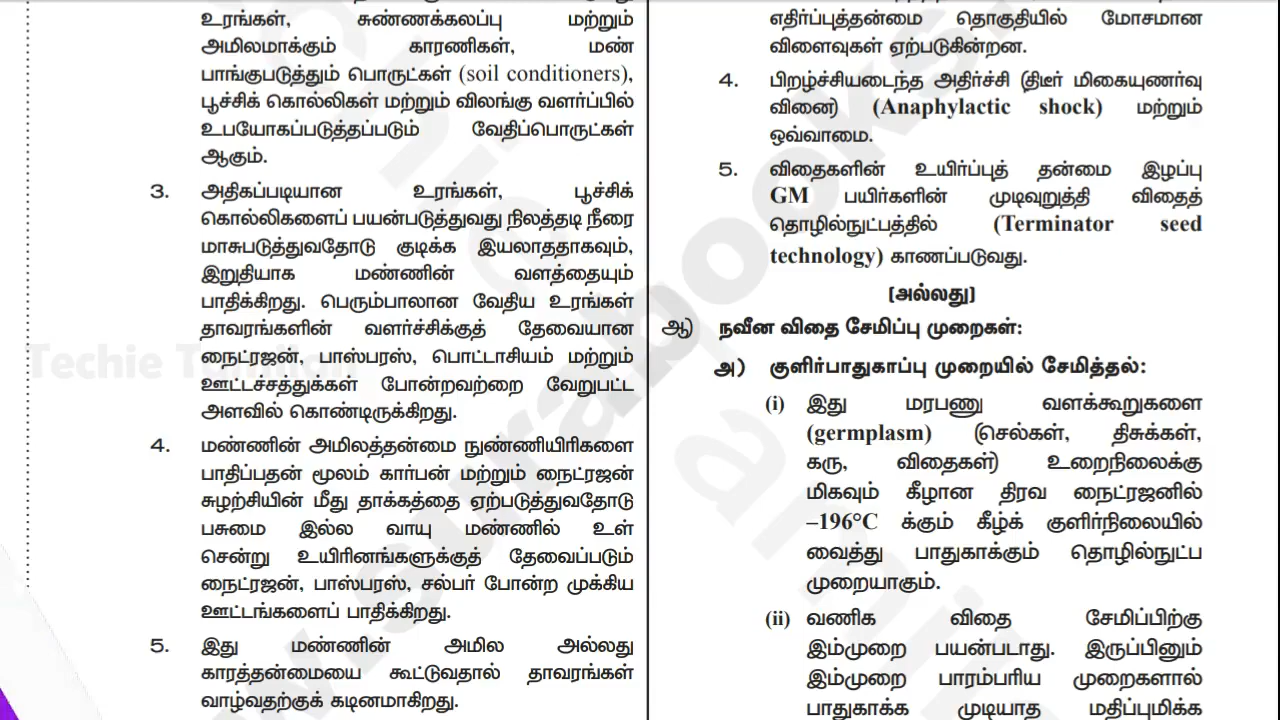 உரங்கள், சுண்ணக்கலப்பு மற்றும்
அமிலமாக்கும் காரணிகள், மண்
பாங்குபடுத்தும் பொருட்கள் (soil conditioners),
பூச்சிக் கொல்லிகள் மற்றும் விலங்கு வளர்ப்பில்
உபயோகப்படுத்தப்படும் வேதிப்பொருட்கள்
ஆகும்.
3. அதிகப்படியான உரங்கள், பூச்சிக்
கொல்லிகளைப் பயன்படுத்துவது நிலத்தடி நீரை
மாசுபடுத்துவதோடு குடிக்க இயலாததாகவும்,
இறுதியாக மண்ணின் வளத்தையும்
பாதிக்கிறது. பெரும்பாலான வேதிய உரங்கள்
தாவரங்களின் வளர்ச்சிக்குத் தேவையான
நைட்ரஜன், பாஸ்பரஸ், பொட்டாசியம் மற்றும்
ஊட்டச்சத்துக்கள் போன்றவற்றை வேறுபட்ட
அளவில் கொண்டிருக்கிறது.
4. மண்ணின் அமிலத்தன்மை நுண்ணியிரிகளை
பாதிப்பதன் மூலம் கார்பன் மற்றும் நைட்ரஜன்
சுழற்சியின் மீது தாக்கத்தை ஏற்படுத்துவதோடு
பசுமை இல்ல வாயு மண்ணில் உள்
சென்று உயிரினங்களுக்குத் தேவைப்படும்
நைட்ரஜன், பாஸ்பரஸ், சல்பர் போன்ற முக்கிய
ஊட்டங்களைப் பாதிக்கிறது.
5. இது மண்ணின் அமில அல்லது
காரத்தன்மையை கூட்டுவதால் தாவரங்கள்
வாழ்வதற்குக் கடினமாகிறது.
எதிர்ப்புத்தன்மை தொகுதியில் மோசமான
விளைவுகள் ஏற்படுகின்றன.
4. பிறழ்ச்சியடைந்த அதிர்ச்சி (திடீர் மிகையுணர்வு
வினை) (Anaphylactic shock) மற்றும்
ஒவ்வாமை.
5. விதைகளின் உயிர்ப்புத் தன்மை இழப்பு
GM பயிர்களின் முடிவுறுத்தி விதைத்
தொழில்நுட்பத்தில் (Terminator seed
technology) காணப்படுவது.
(அல்லது)
ஆ) நவீன விதை சேமிப்பு முறைகள்:
அ) குளிர்பாதுகாப்பு முறையில் சேமித்தல்:
(i) இது மரபணு வளக்கூறுகளை
(germplasm) (செல்கள், திசுக்கள்,
கரு, விதைகள்) உறைநிலைக்கு
மிகவும் கீழான திரவ நைட்ரஜனில்
–196°C க்கும் கீழ்க் குளிர்நிலையில்
வைத்து பாதுகாக்கும் தொழில்நுட்ப
முறையாகும்.
(ii) வணிக விதை சேமிப்பிற்கு
இம்முறை பயன்படாது. இருப்பினும்
இம்முறை பாரம்பரிய முறைகளால்
பாதுகாக்க முடியாத மதிப்புமிக்க
Techie Tamilan